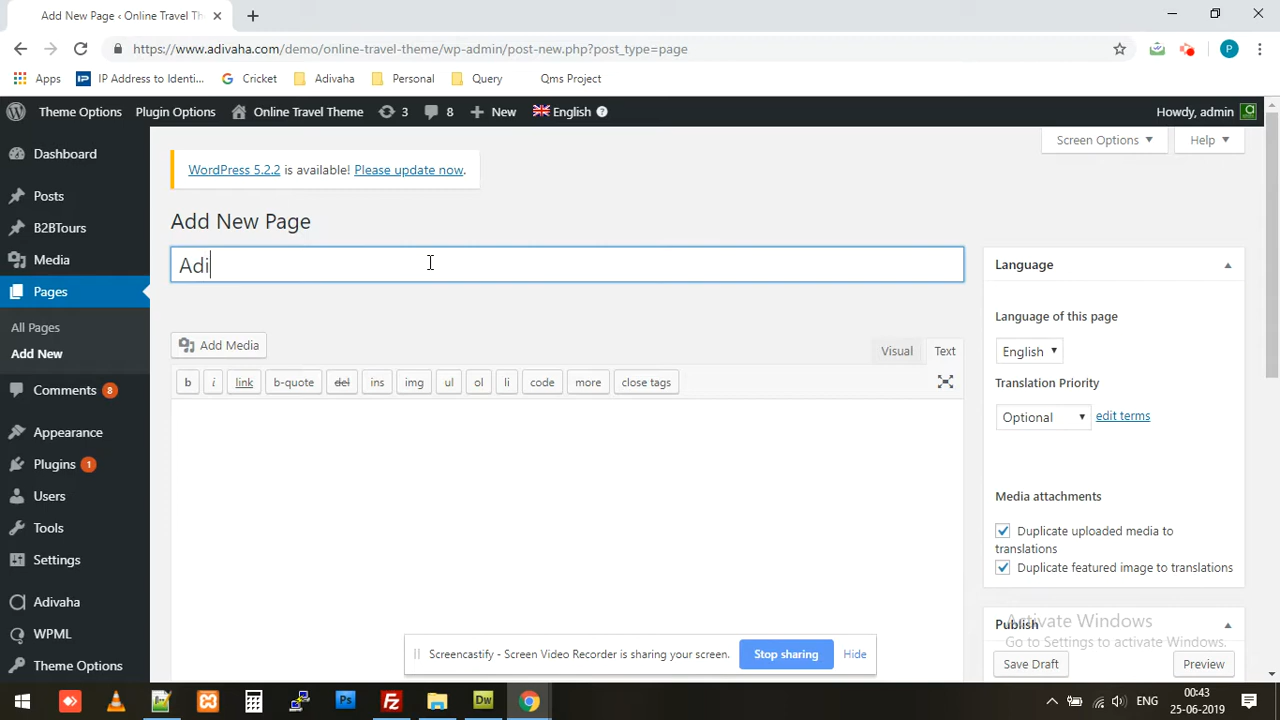 Add New Page ‹ Online Travel Th
https://www.adivaha.com/demo/online-travel-theme/wp-admin/post-new.php?post_type=page
P
Apps
IP
IP Address to Identi...
Cricket
Adivaha
Personal
Query
Qms Project
Theme Options
Plugin Options
Online Travel Theme
3
8
New
English
Howdy, admin
Dashboard
Posts
B2BTours
Media
Pages
All Pages
Add New
Comments 8
Appearance
Plugins 1
Users
Tools
Settings
Adivaha
WPML
Theme Options
Screen Options
Help
WordPress 5.2.2 is available! Please update now.
Add New Page
Adi
Add Media
Visual
Text
b
i
link
b-quote
del
ins
img
ul
ol
li
code
more
close tags
Language
Language of this page
English
Translation Priority
Optional
edit terms
Media attachments
Duplicate uploaded media to
translations
Duplicate featured image to translations
Publish
Save Draft
Preview
Activate Windows
Go to Settings to activate Windows.
Screencastify - Screen Video Recorder is sharing your screen.
Stop sharing
Hide
Ps
Fz
Dw
ENG
00:43
25-06-2019